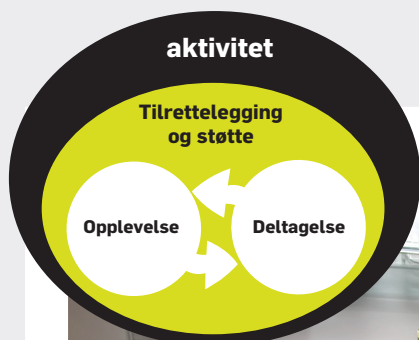 aktivitet
Tilrettelegging
og støtte
Opplevelse
Deltagelse